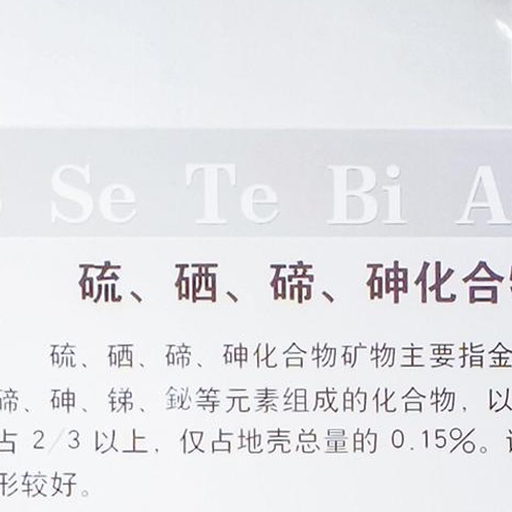 Se Te Bi A
硫、硒、碲、砷化合
硫、硒、碲、砷化合物矿物主要指金
碲、砷、锑、鉍等元素组成的化合物，以
占 2/3 以上，仅占地壳总量的 0.15%。
形较好。